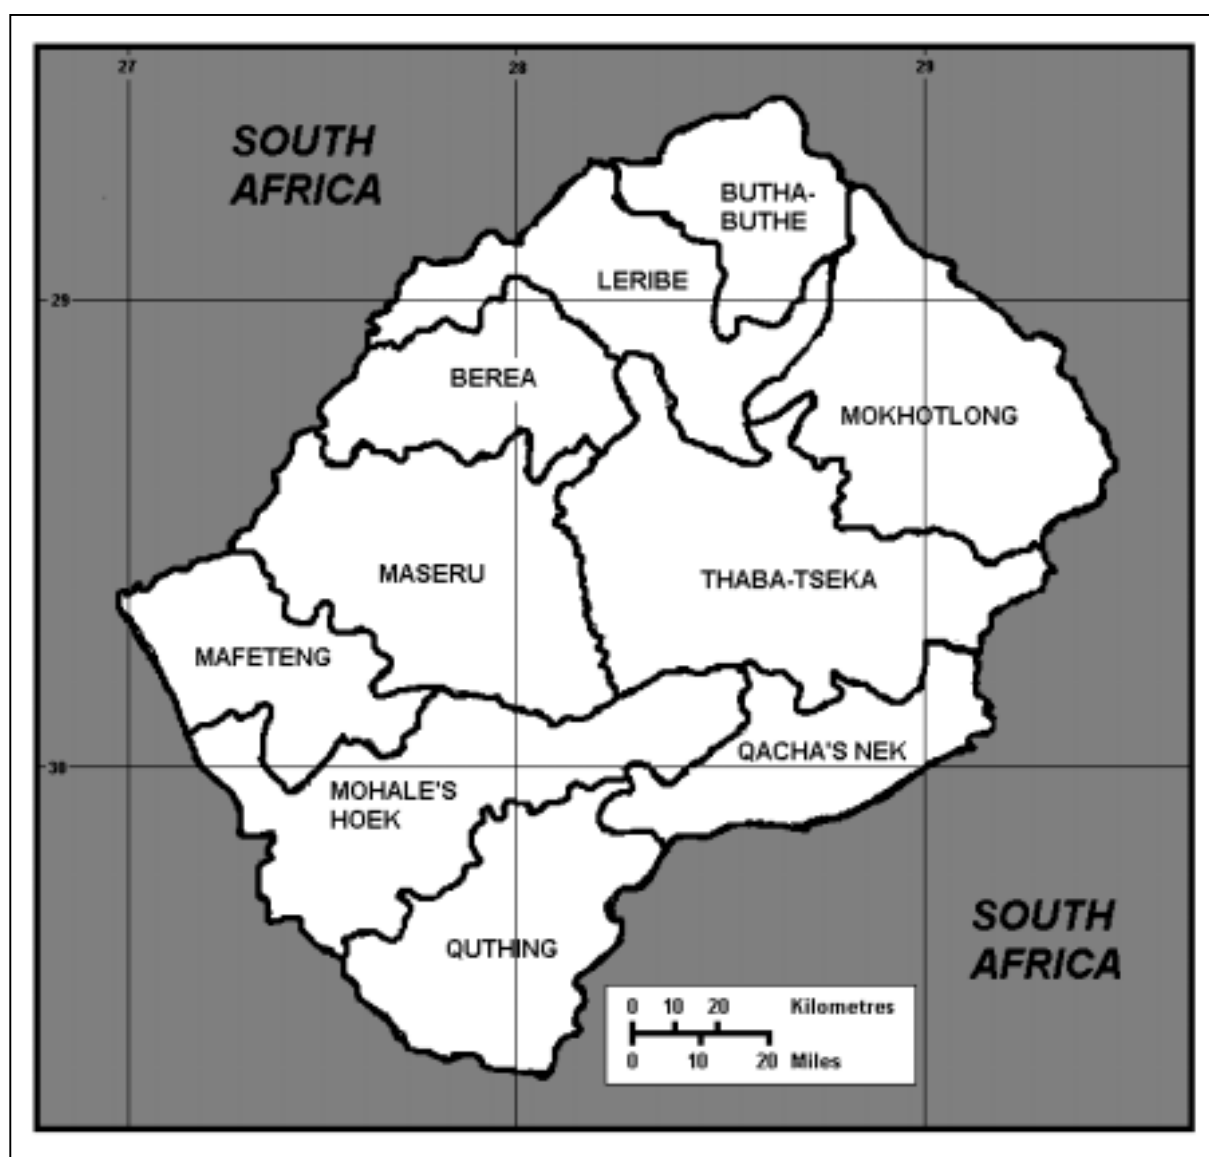 27 28 29
SOUTH
AFRICA
BUTHA-
BUTHE
LERIBE
29
BEREA
MOKHOTLONG
MASERU
THABA-TSEKA
MAFETENG
QACHA'S NEK
30
MOHALE'S
HOEK
QUTHING
SOUTH
AFRICA
0 10 20 Kilometres
0 10 20 Miles